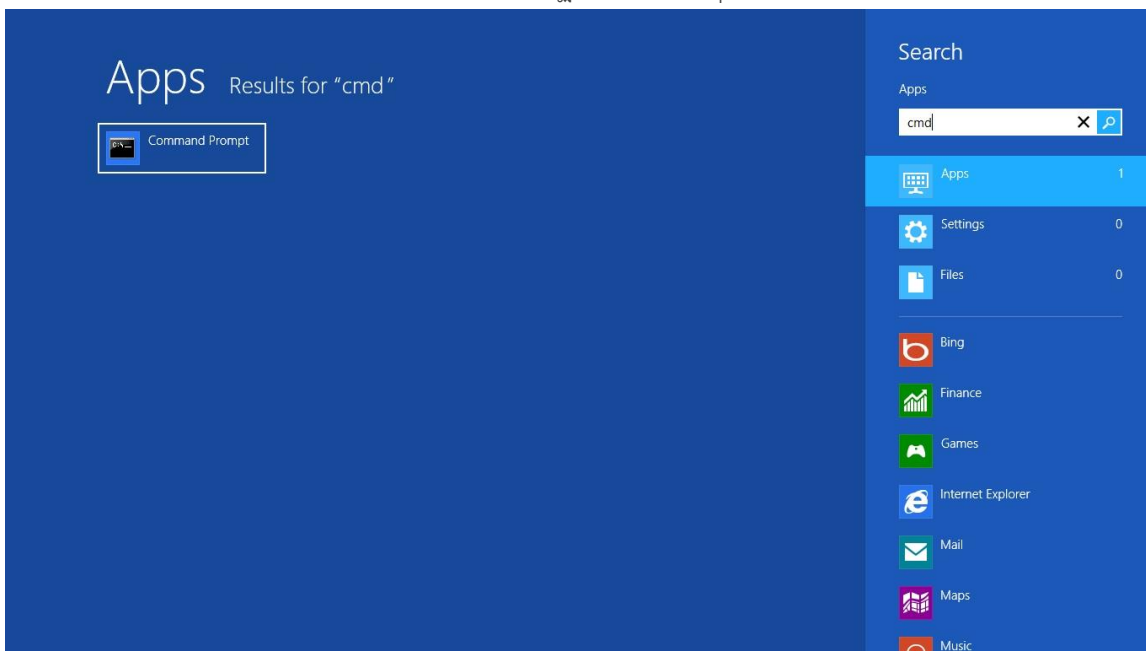 Apps Results for "cmd"
Command Prompt
Search
Apps
cmd
Apps 1
Settings 0
Files 0
Bing
Finance
Games
Internet Explorer
Mail
Maps
Music